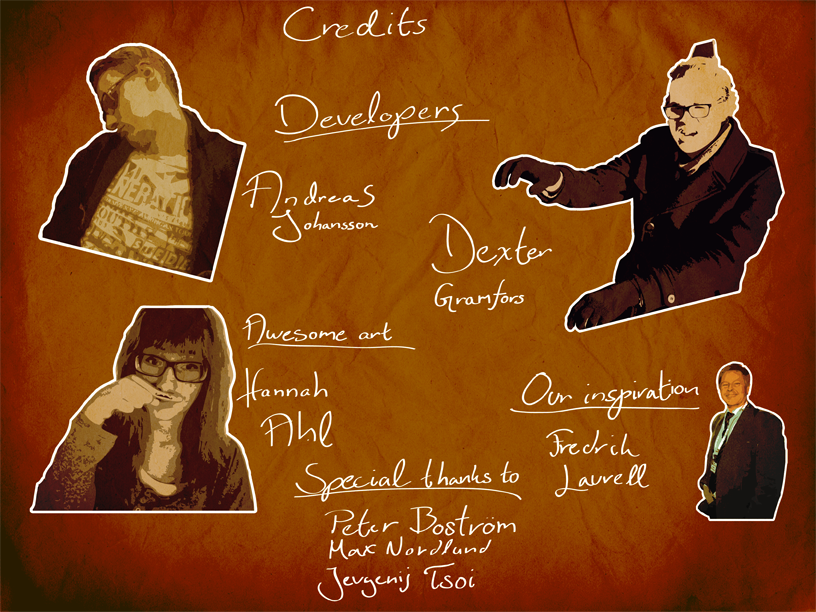 Credits
Developers
Andreas
Johansson
Dexter
Gramfors
Awesome art
Hannah
Ahl
Our inspiration
Fredrik
Laurell
Special thanks to
Peter Boström
Max Nordlund
Jevgenij Tsoi